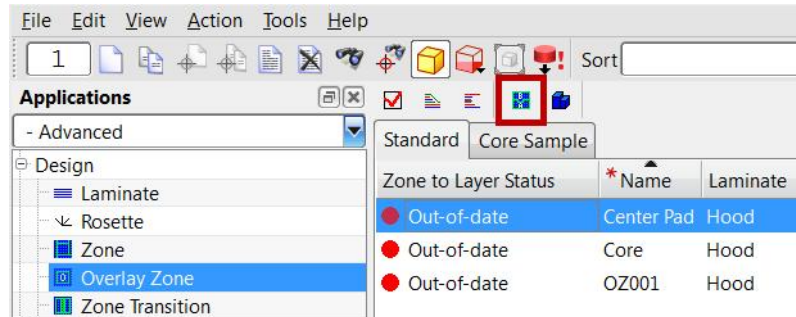 File Edit View Action Tools Help
1 Sort
Applications
- Advanced
Standard Core Sample
Design
Zone to Layer Status *Name Laminate
Laminate
Rosette
Out-of-date Center Pad Hood
Zone
Out-of-date Core Hood
Overlay Zone
Out-of-date OZ001 Hood
Zone Transition